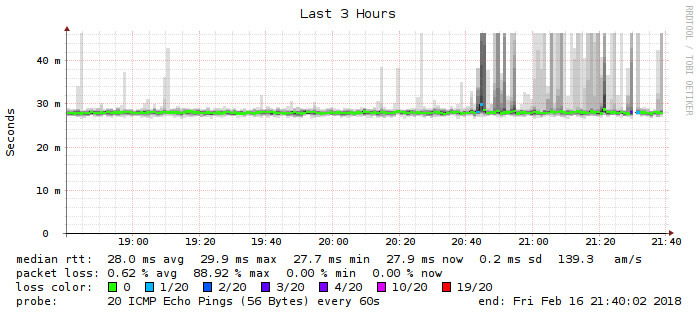 Last 3 Hours
RRDTOOL / TOBI OETIKER
Seconds
40 m
30 m
20 m
10 m
0
19:00 19:20 19:40 20:00 20:20 20:40 21:00 21:20 21:40
median rtt: 28.0 ms avg 29.9 ms max 27.7 ms min 27.9 ms now 0.2 ms sd 139.3 am/s
packet loss: 0.62 % avg 88.92 % max 0.00 % min 0.00 % now
loss color: 0 1/20 2/20 3/20 4/20 10/20 19/20
probe: 20 ICMP Echo Pings (56 Bytes) every 60s end: Fri Feb 16 21:40:02 2018